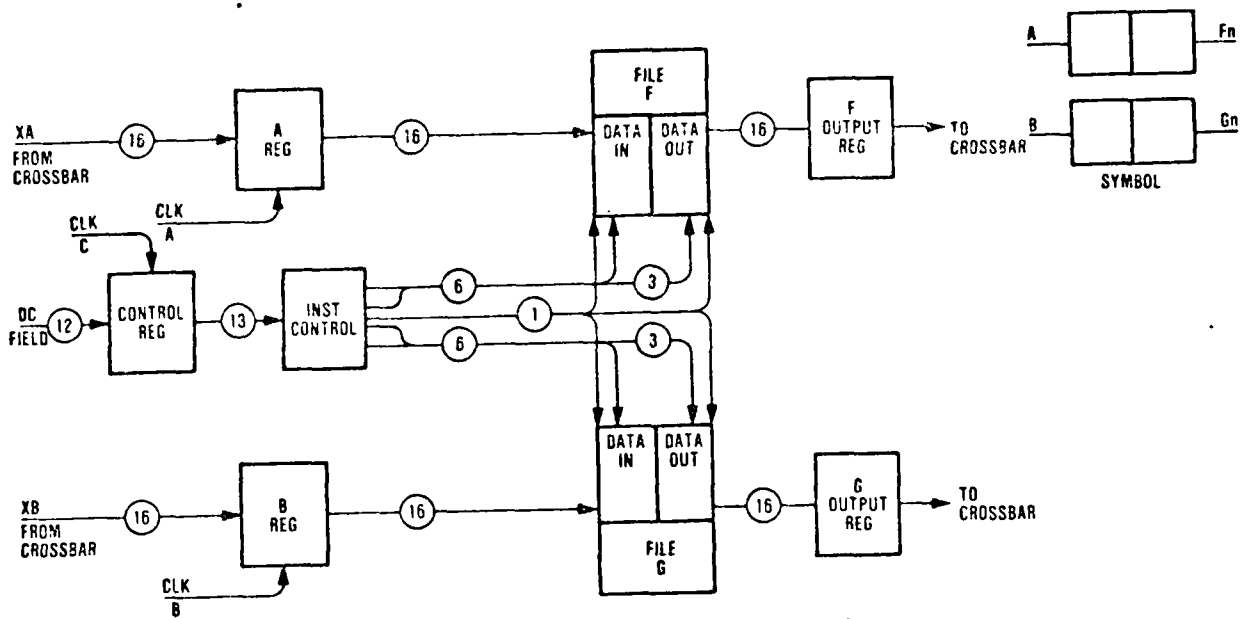 XA
16
FROM
CROSSBAR
A
REG
CLK
A
16
FILE
F
DATA
IN
DATA
OUT
16
F
OUTPUT
REG
TO
CROSSBAR
A
Fn
B
Gn
SYMBOL
CLK
C
DC
FIELD
12
CONTROL
REG
13
INST
CONTROL
6
3
1
6
3
XB
16
FROM
CROSSBAR
B
REG
CLK
B
16
DATA
IN
DATA
OUT
FILE
G
16
G
OUTPUT
REG
TO
CROSSBAR